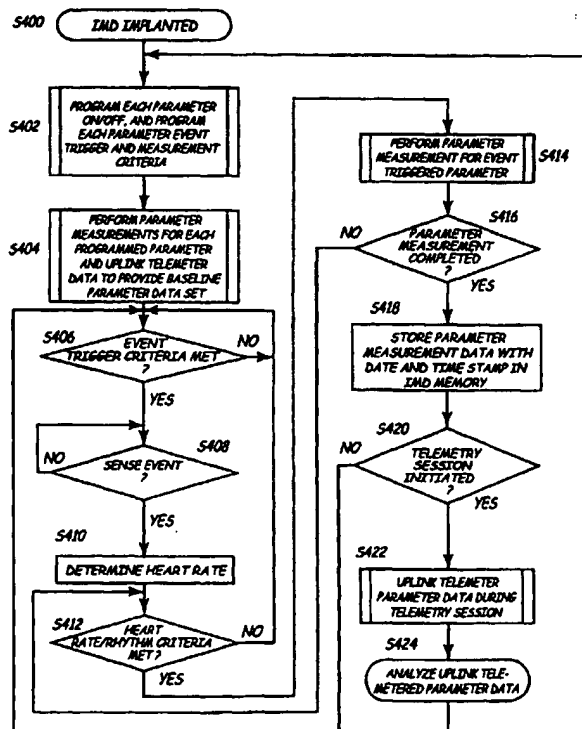 S400
IMD IMPLANTED
S402
PROGRAM EACH PARAMETER
ON/OFF, AND PROGRAM
EACH PARAMETER EVENT
TRIGGER AND MEASUREMENT
CRITERIA
S404
PERFORM PARAMETER
MEASUREMENTS FOR EACH
PROGRAMMED PARAMETER
AND UPLINK TELEMETER
DATA TO PROVIDE BASELINE
PARAMETER DATA SET
S406
EVENT
TRIGGER CRITERIA MET
?
NO
YES
S408
SENSE EVENT
?
NO
YES
S410
DETERMINE HEART RATE
S412
HEART
RATE/RHYTHM CRITERIA
MET ?
NO
YES
PERFORM PARAMETER
MEASUREMENT FOR EVENT
TRIGGERED PARAMETER
S414
S416
PARAMETER
MEASUREMENT
COMPLETED
?
NO
YES
S418
STORE PARAMETER
MEASUREMENT DATA WITH
DATE AND TIME STAMP IN
IMD MEMORY
S420
TELEMETRY
SESSION
INITIATED
?
NO
YES
S422
UPLINK TELEMETER
PARAMETER DATA DURING
TELEMETRY SESSION
S424
ANALYZE UPLINK TELE-
METERED PARAMETER DATA